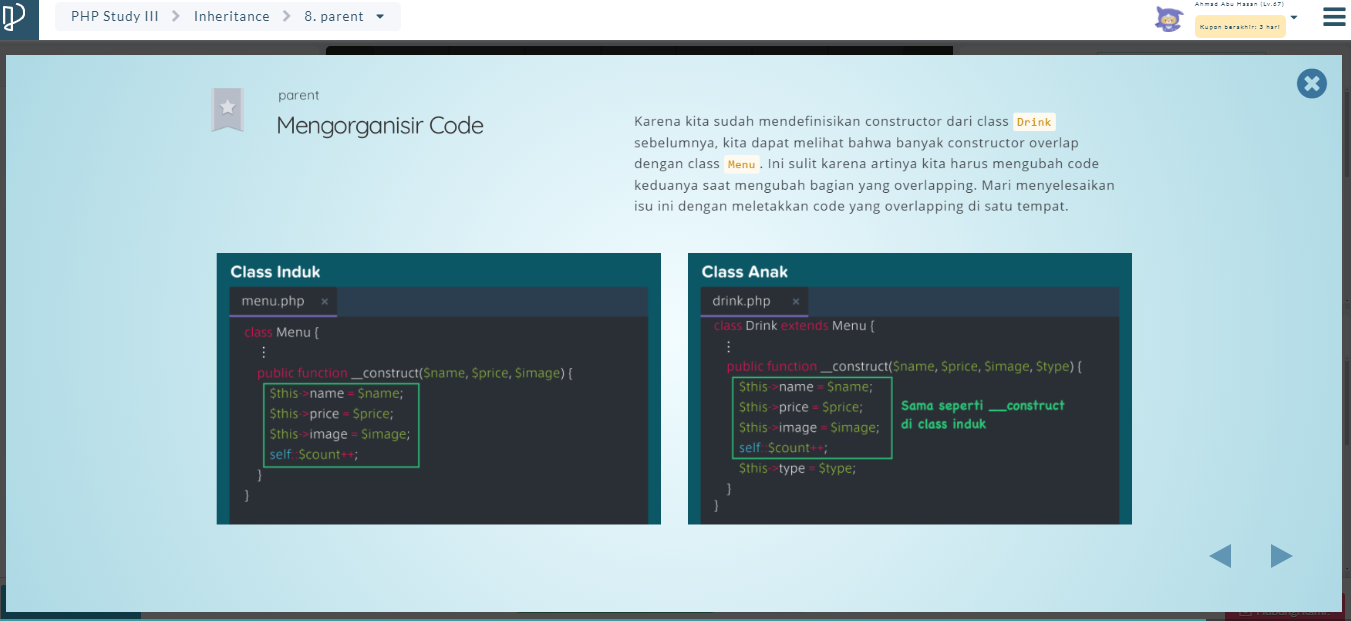 PHP Study III Inheritance 8. parent
Ahmad Abu Hasan (Lv.67)
Kupon berakhir: 3 hari
parent
Mengorganisir Code
Karena kita sudah mendefinisikan constructor dari class Drink
sebelumnya, kita dapat melihat bahwa banyak constructor overlap
dengan class Menu. Ini sulit karena artinya kita harus mengubah code
keduanya saat mengubah bagian yang overlapping. Mari menyelesaikan
isu ini dengan meletakkan code yang overlapping di satu tempat.
Class Induk
menu.php ×
class Menu {
⋮
public function __construct($name, $price, $image) {
$this->name = $name;
$this->price = $price;
$this->image = $image;
self::$count++;
}
}
Class Anak
drink.php ×
class Drink extends Menu {
⋮
public function __construct($name, $price, $image, $type) {
$this->name = $name;
$this->price = $price;
$this->image = $image;
self::$count++;
$this->type = $type;
}
}
Sama seperti __construct
di class induk